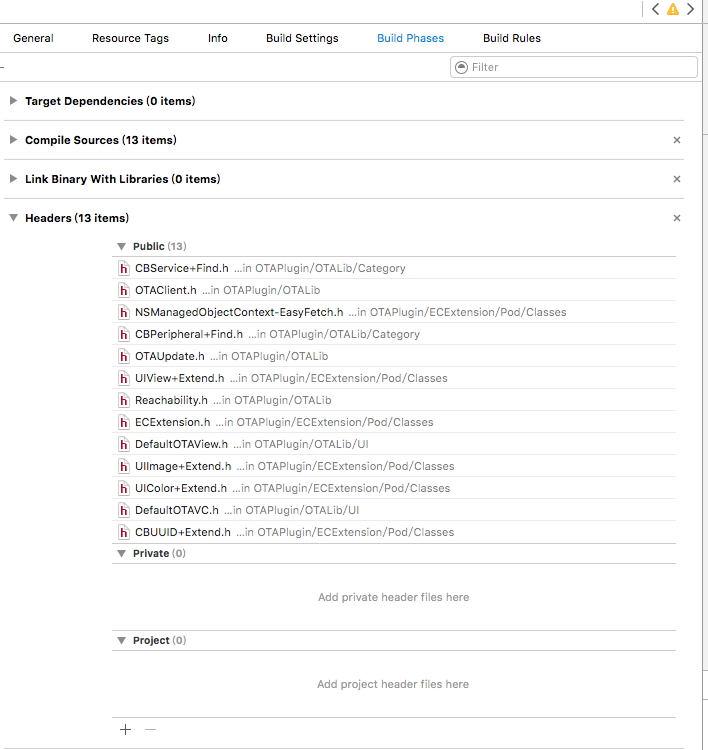 General Resource Tags Info Build Settings Build Phases Build Rules
Filter
Target Dependencies (0 items)
Compile Sources (13 items)
Link Binary With Libraries (0 items)
Headers (13 items)
Public (13)
h CBService+Find.h ...in OTAPlugin/OTALib/Category
h OTAClient.h ...in OTAPlugin/OTALib
h NSManagedObjectContext-EasyFetch.h ...in OTAPlugin/ECExtension/Pod/Classes
h CBPeripheral+Find.h ...in OTAPlugin/OTALib/Category
h OTAUpdate.h ...in OTAPlugin/OTALib
h UIView+Extend.h ...in OTAPlugin/ECExtension/Pod/Classes
h Reachability.h ...in OTAPlugin/OTALib
h ECExtension.h ...in OTAPlugin/ECExtension/Pod/Classes
h DefaultOTAView.h ...in OTAPlugin/OTALib/UI
h UIImage+Extend.h ...in OTAPlugin/ECExtension/Pod/Classes
h UIColor+Extend.h ...in OTAPlugin/ECExtension/Pod/Classes
h DefaultOTAVC.h ...in OTAPlugin/OTALib/UI
h CBUUID+Extend.h ...in OTAPlugin/ECExtension/Pod/Classes
Private (0)
Add private header files here
Project (0)
Add project header files here